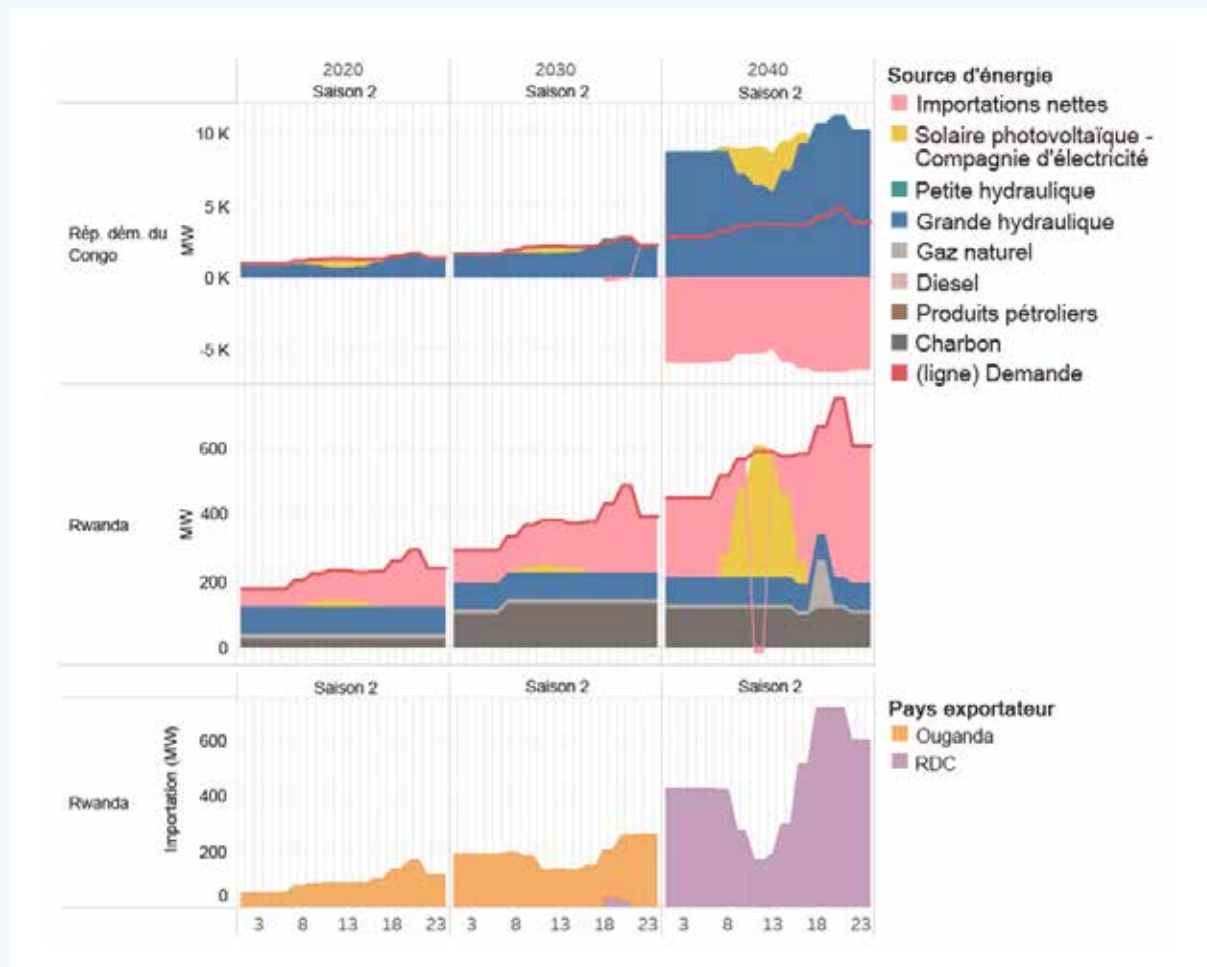 2020
2030
2040
Saison 2
Saison 2
Saison 2
10 K
5 K
0 K
-5 K
MW
Rép. dém. du
Congo
600
400
200
0
MW
Rwanda
Saison 2
Saison 2
Saison 2
600
400
200
0
Importation (MW)
Rwanda
3 8 13 18 23
3 8 13 18 23
3 8 13 18 23
Source d'énergie
Importations nettes
Solaire photovoltaïque -
Compagnie d'électricité
Petite hydraulique
Grande hydraulique
Gaz naturel
Diesel
Produits pétroliers
Charbon
(ligne) Demande
Pays exportateur
Ouganda
RDC